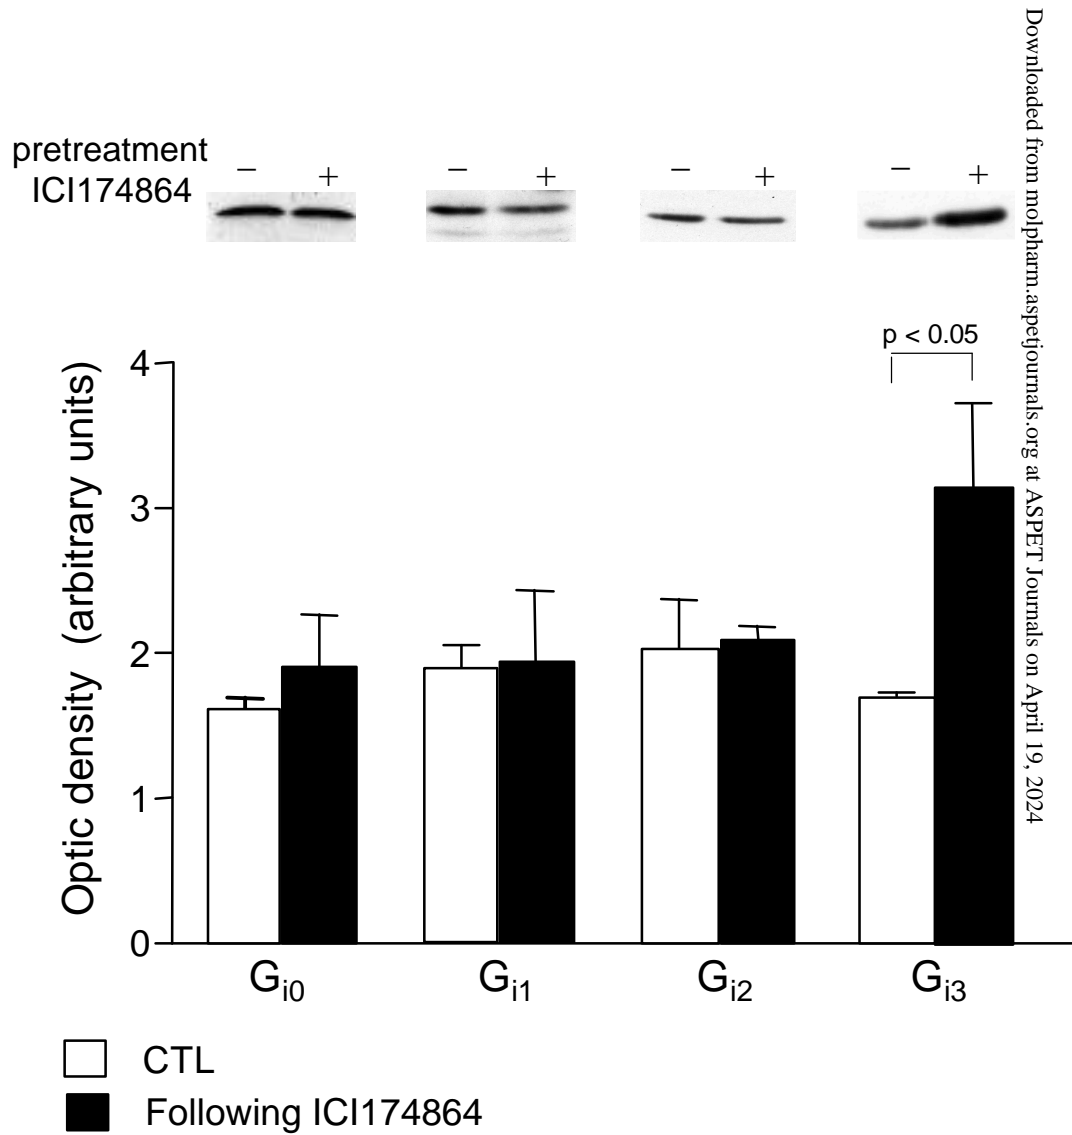 pretreatment
ICI174864
− + − + − + − +
p < 0.05
4
3
2
1
0
Optic density (arbitrary units)
Gi0 Gi1 Gi2 Gi3
CTL
Following ICI174864
Downloaded from molpharm.aspetjournals.org at ASPET Journals on April 19, 2024